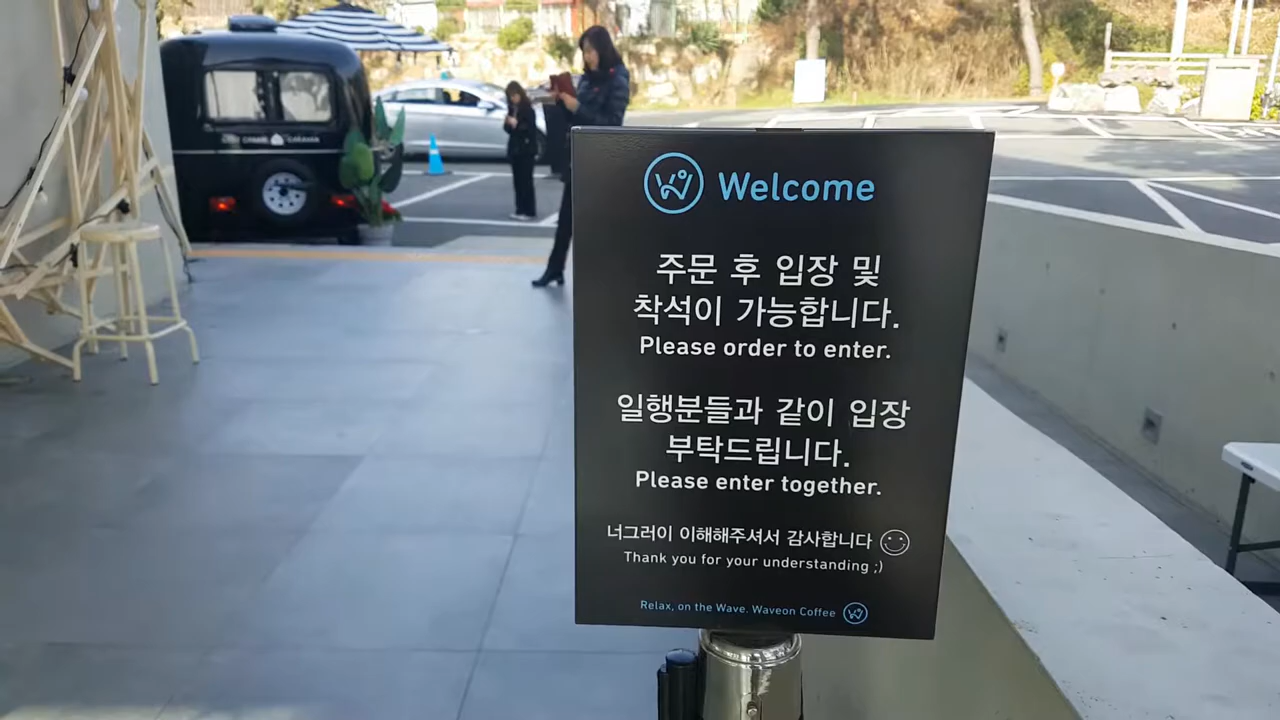 Welcome
주문 후 입장 및
착석이 가능합니다.
Please order to enter.
일행분들과 같이 입장
부탁드립니다.
Please enter together.
너그러이 이해해주셔서 감사합니다
Thank you for your understanding ;)
Relax, on the Wave. Waveon Coffee